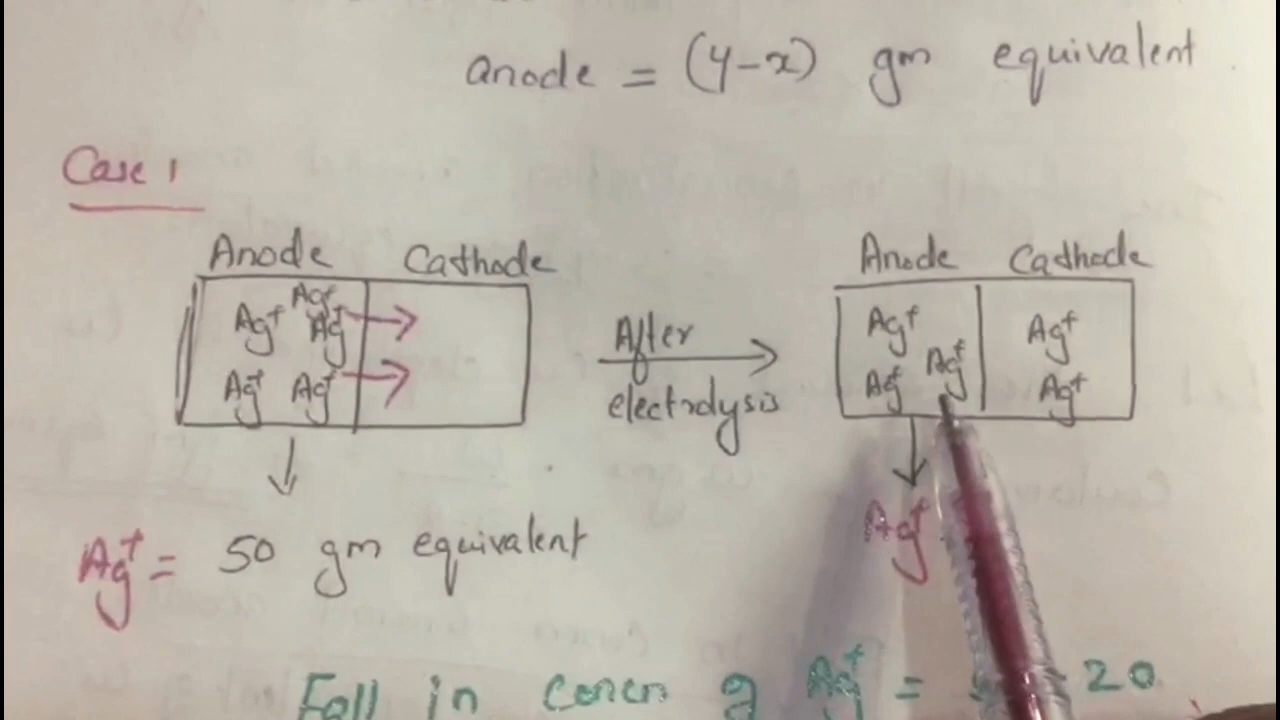 anode = (y-x) gm equivalent
Case 1
Anode Cathode
Ag+ Ag+ Ag+
Ag+ Ag+
After
electrolysis
Anode Cathode
Ag+ Ag+ Ag+
Ag+ Ag+
Ag+ = 50 gm equivalent
Ag+
Fall in concn of Ag+ = 20